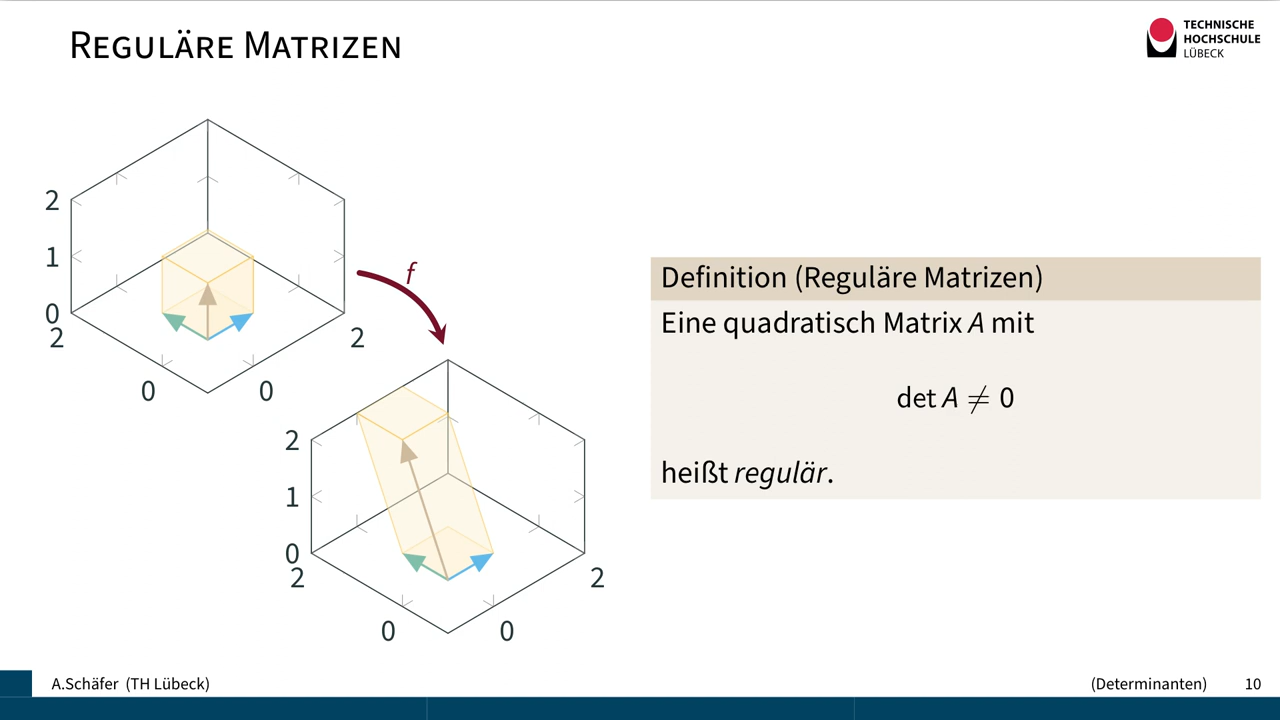 REGULÄRE MATRIZEN
TECHNISCHE
HOCHSCHULE
LÜBECK
2
1
0
2
2
0
0
f
2
1
0
2
2
0
0
Definition (Reguläre Matrizen)
Eine quadratisch Matrix A mit
det A ≠ 0
heißt regulär.
A.Schäfer (TH Lübeck)
(Determinanten)
10